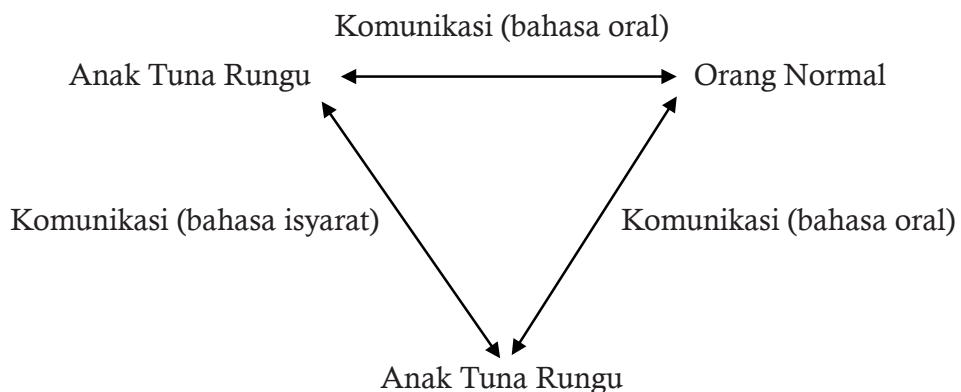 Komunikasi (bahasa oral)
Anak Tuna Rungu
Orang Normal
Komunikasi (bahasa isyarat)
Komunikasi (bahasa oral)
Anak Tuna Rungu